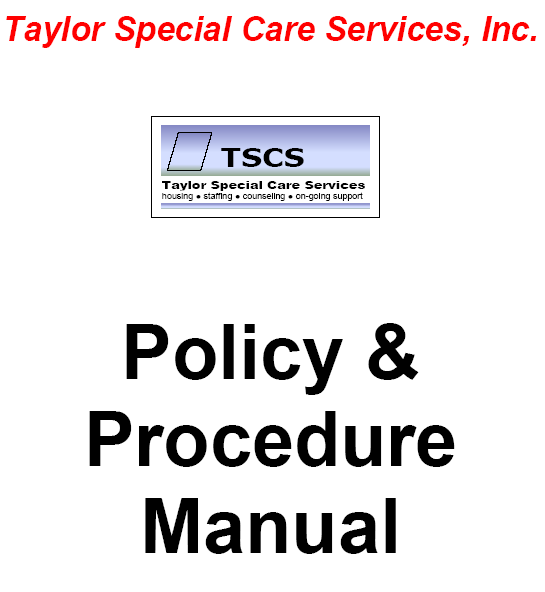 Taylor Special Care Services, Inc.
TSCS
Taylor Special Care Services
housing ● staffing ● counseling ● on-going support
Policy &
Procedure
Manual